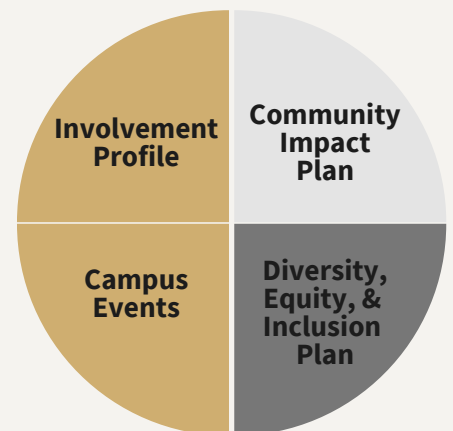 Involvement
Profile
Community
Impact
Plan
Campus
Events
Diversity,
Equity, &
Inclusion
Plan